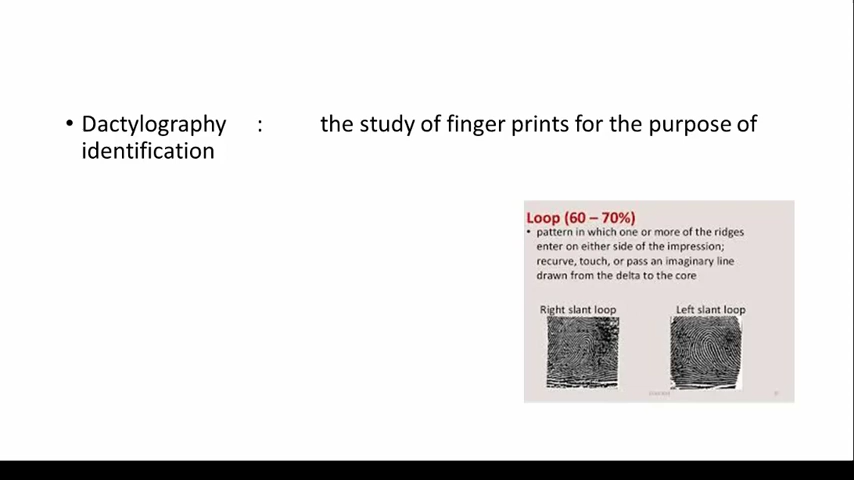 • Dactylography : the study of finger prints for the purpose of
identification
Loop (60 – 70%)
• pattern in which one or more of the ridges
enter on either side of the impression;
recurve, touch, or pass an imaginary line
drawn from the delta to the core
Right slant loop Left slant loop